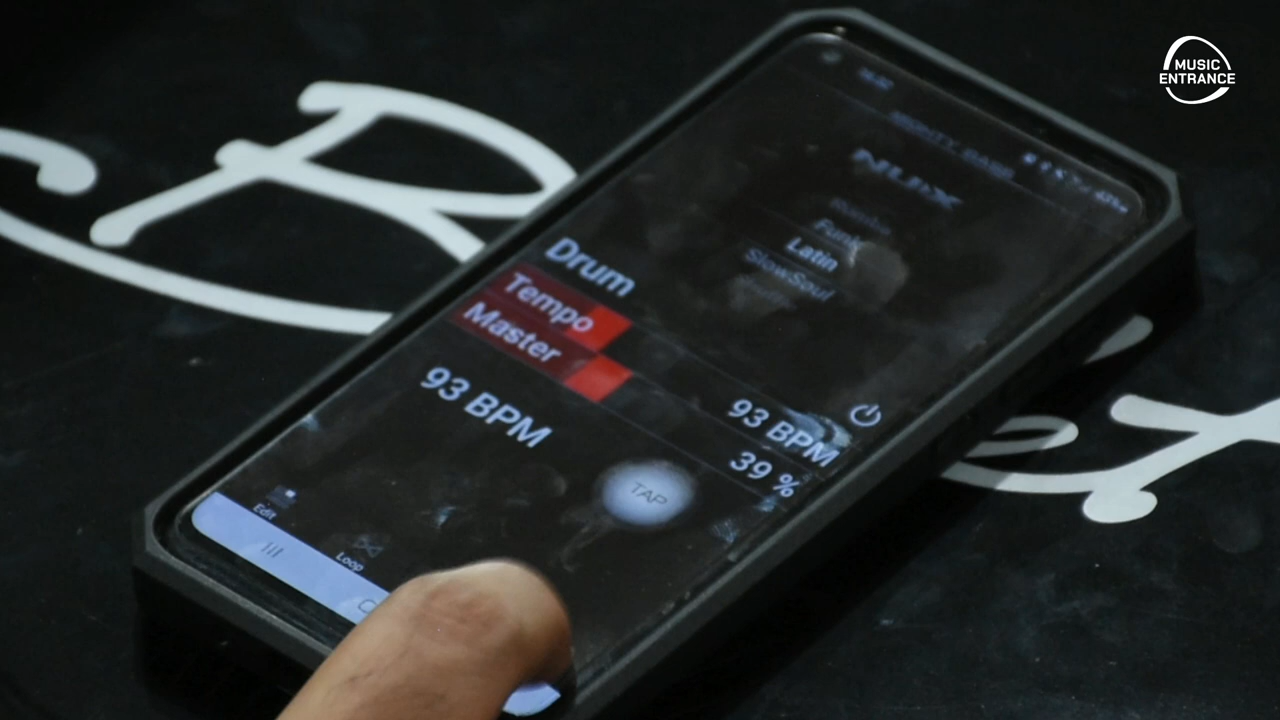 MUSIC
ENTRANCE
NUX
Funk
Latin
SlowSoul
Drum
Tempo
93 BPM
Master
39 %
93 BPM
TAP
Edit
Loop